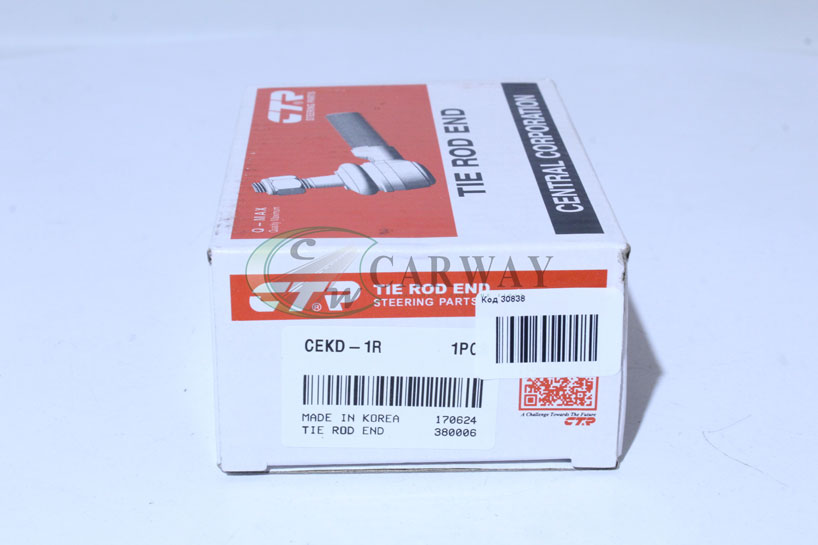 CTR
STEERING PARTS
TIE ROD END
CENTRAL CORPORATION
Q-MAX
CW CARWAY
CTR® TIE ROD END
STEERING PARTS
Код 30838
CEKD-1R 1PC
MADE IN KOREA 170624
TIE ROD END 380006
A Challenge Towards The Future
CTR